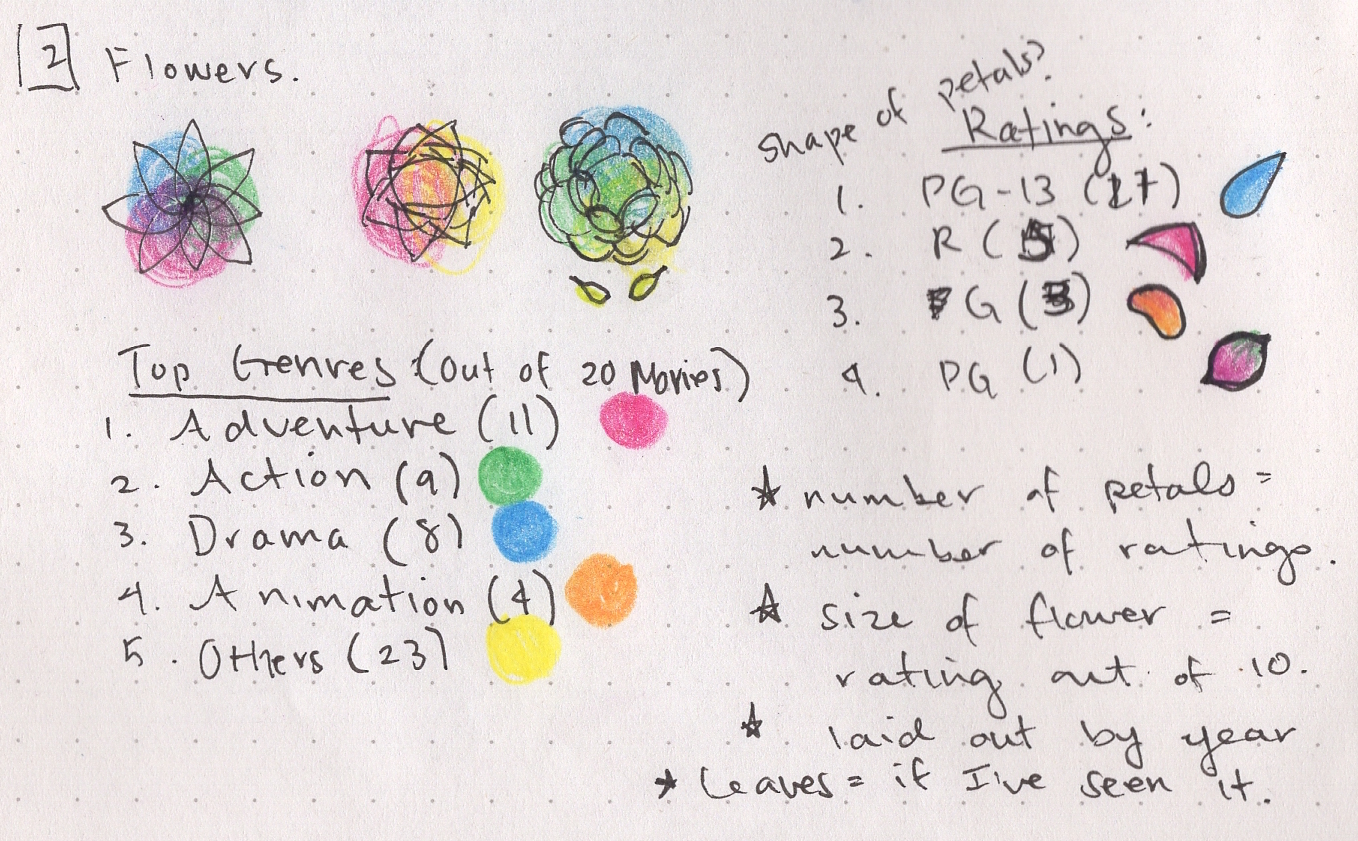 2 Flowers.
Top Genres (out of 20 Movies)
1. Adventure (11)
2. Action (9)
3. Drama (8)
4. Animation (4)
5. Others (23)
shape of petals?
Ratings:
1. PG-13 (17)
2. R (5)
3. G (3)
4. PG (1)
☆ number of petals =
number of ratings.
☆ size of flower =
rating out of 10.
☆ laid out by year
☆ leaves = if I've seen it.